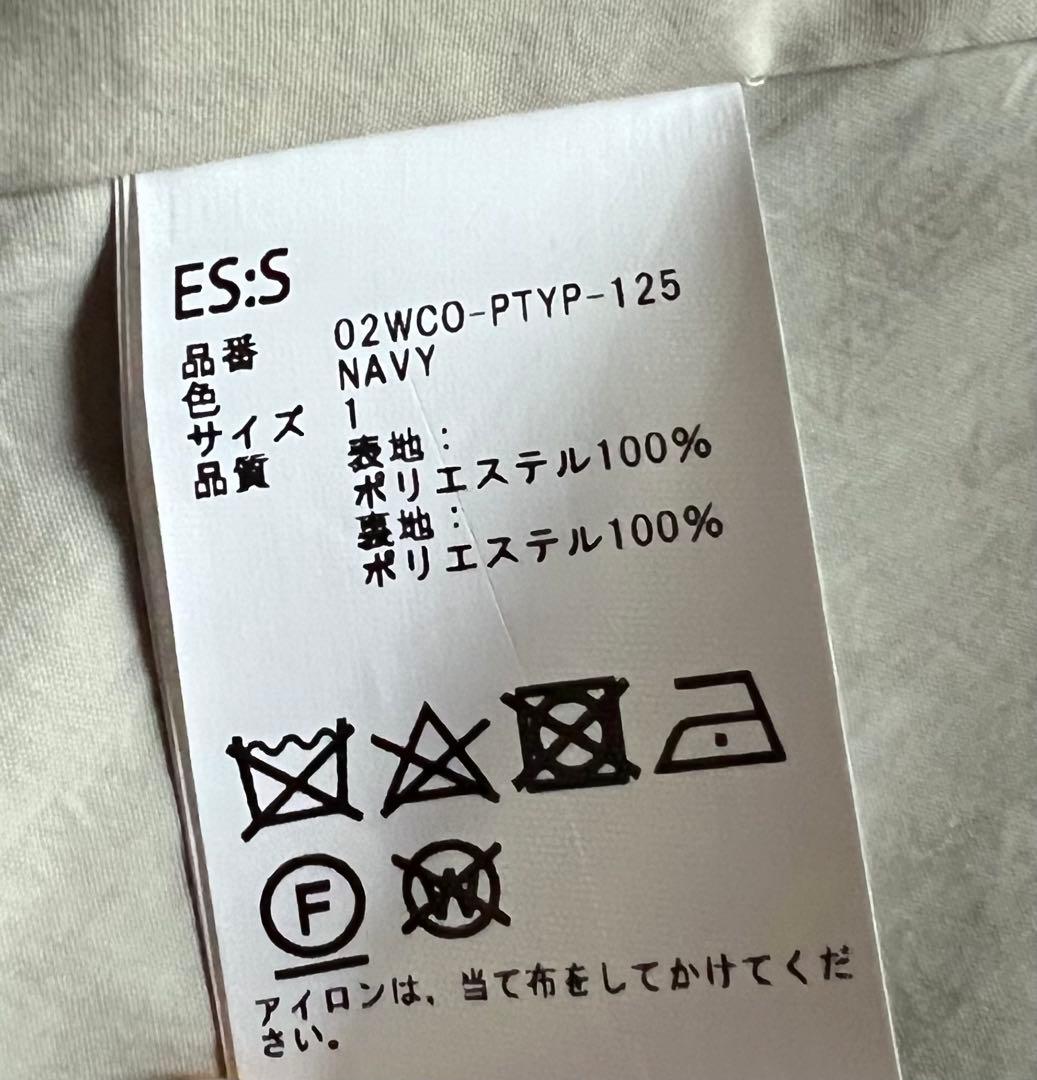 ES:S
品番 02WCO-PTYP-125
色 NAVY
サイズ 1
品質 表地:
ポリエステル100%
裏地:
ポリエステル100%
F W
アイロンは、当て布をしてかけてくだ
さい。